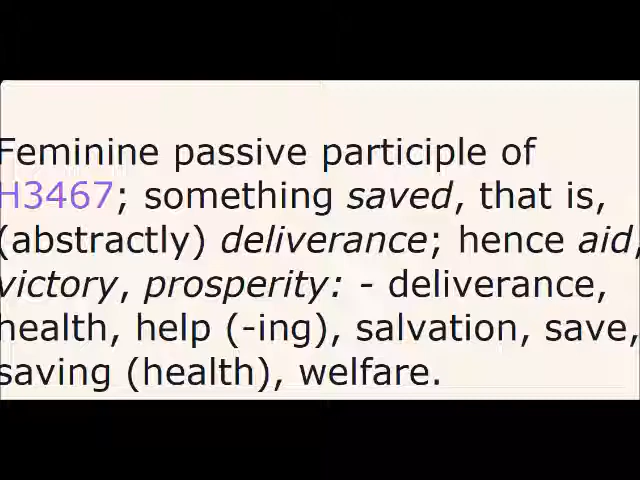 Feminine passive participle of
H3467; something saved, that is,
(abstractly) deliverance; hence aid,
victory, prosperity: - deliverance,
health, help (-ing), salvation, save,
saving (health), welfare.